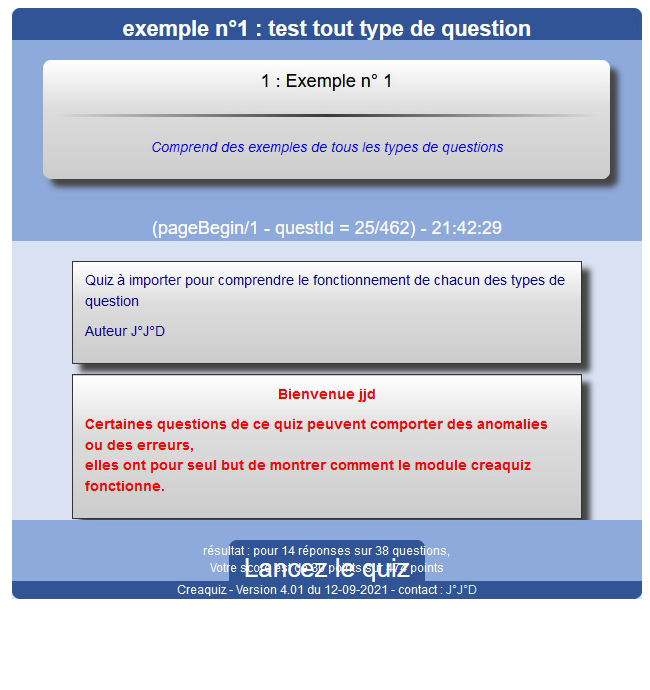 exemple n°1 : test tout type de question
1 : Exemple n° 1
Comprend des exemples de tous les types de questions
(pageBegin/1 - questId = 25/462) - 21:42:29
Quiz à importer pour comprendre le fonctionnement de chacun des types de
question
Auteur J°J°D
Bienvenue jjd
Certaines questions de ce quiz peuvent comporter des anomalies
ou des erreurs,
elles ont pour seul but de montrer comment le module creaquiz
fonctionne.
résultat : pour 14 réponses sur 38 questions,
Votre score est de points sur points
Lancez le quiz
Creaquiz - Version 4.01 du 12-09-2021 - contact : J°J°D